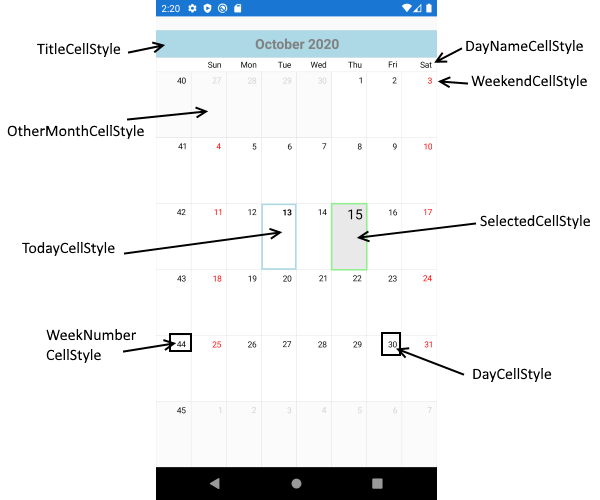 2:20
October 2020
TitleCellStyle
DayNameCellStyle
Sun Mon Tue Wed Thu Fri Sat
40 27 28 29 30 1 2 3
WeekendCellStyle
OtherMonthCellStyle
41 4 5 6 7 8 9 10
42 11 12 13 14 15 16 17
SelectedCellStyle
TodayCellStyle
43 18 19 20 21 22 23 24
WeekNumber
CellStyle
44 25 26 27 28 29 30 31
DayCellStyle
45 1 2 3 4 5 6 7